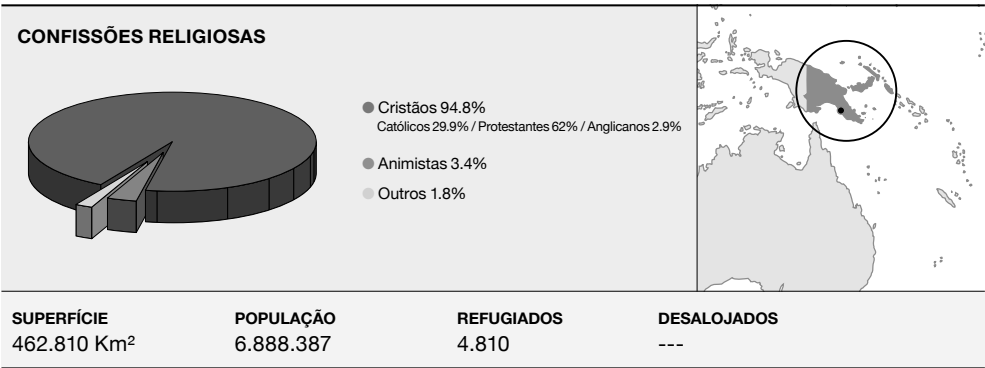 CONFISSÕES RELIGIOSAS
Cristãos 94.8%
Católicos 29.9% / Protestantes 62% / Anglicanos 2.9%
Animistas 3.4%
Outros 1.8%
SUPERFÍCIE
462.810 Km²
POPULAÇÃO
6.888.387
REFUGIADOS
4.810
DESALOJADOS
---